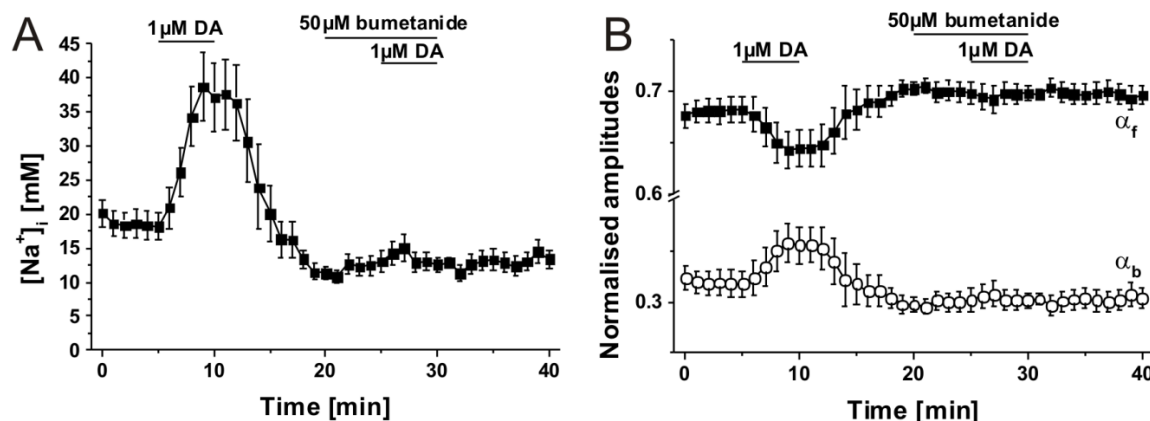 A
1µM DA
50µM bumetanide
1µM DA
[Na+]i [mM]
45
40
35
30
25
20
15
10
5
0
0 10 20 30 40
Time [min]
B
50µM bumetanide
1µM DA
1µM DA
Normalised amplitudes
0.7
αf
0.6
αb
0.3
0 10 20 30 40
Time [min]